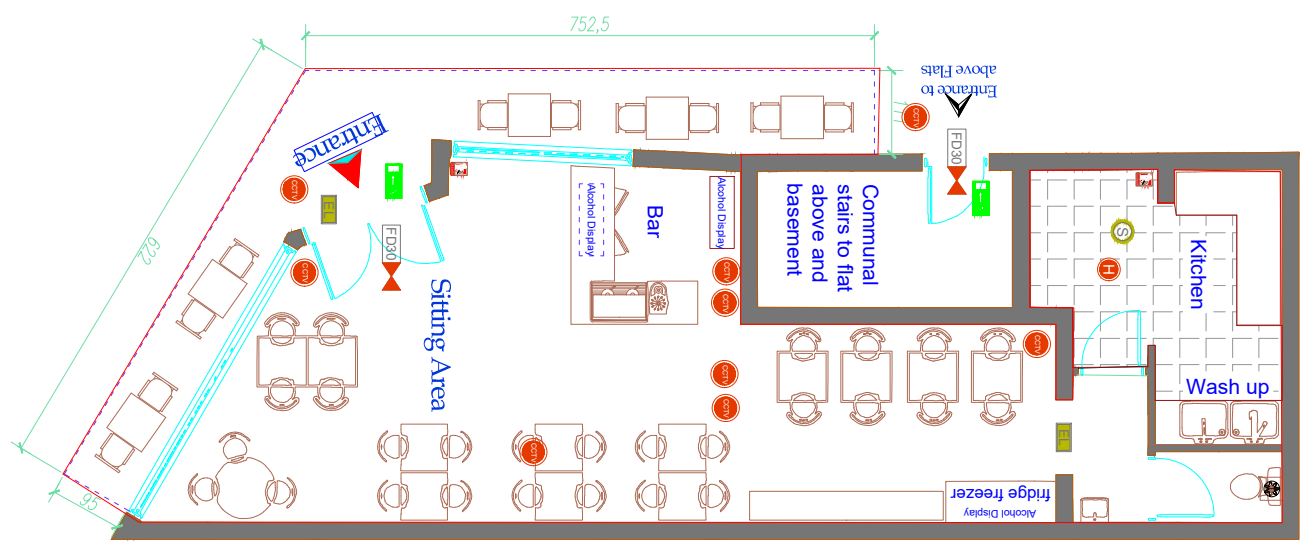 752,5
Entrance to
above Flats
CCTV
Entrance
FD30
CCTV
EL
622
FD30
CCTV
Sitting Area
Alcohol Display
Bar
Alcohol Display
CCTV
CCTV
CCTV
CCTV
Communal
stairs to flat
above and
basement
S
H
Kitchen
CCTV
Wash up
CCTV
EL
95
fridge freezer
Alcohol Display